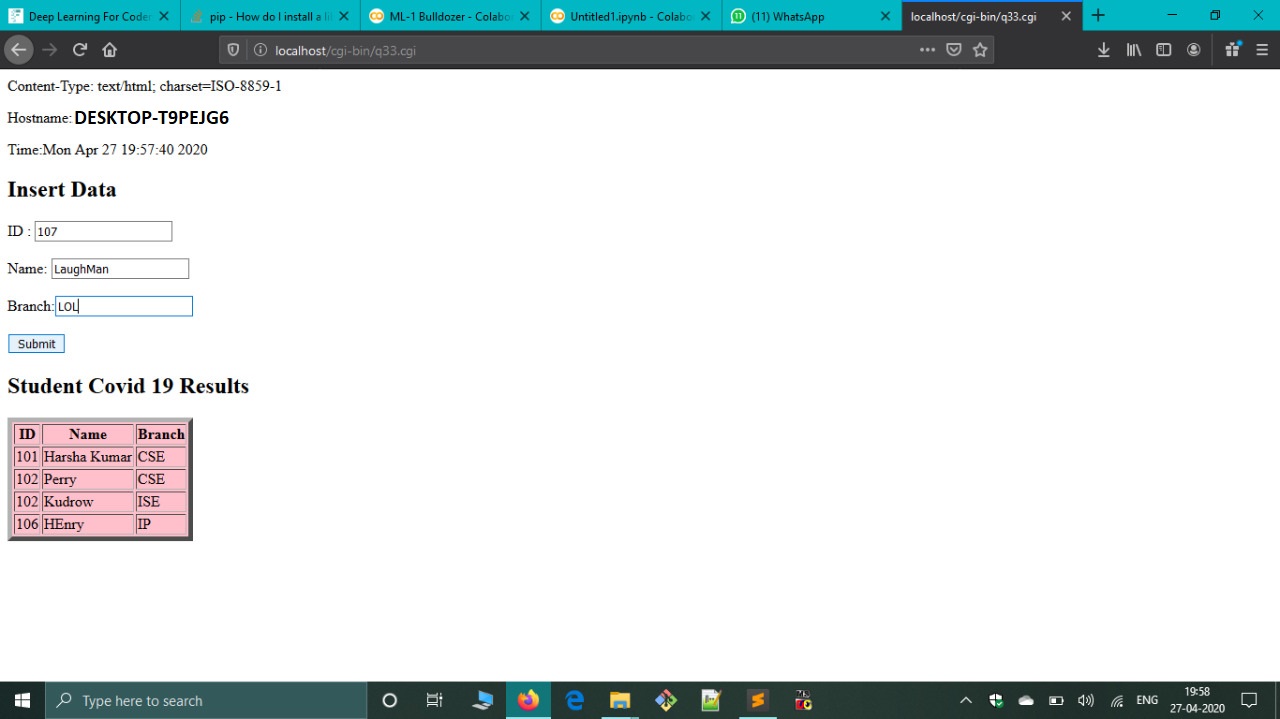 Deep Learning For Coder
pip - How do I install a li
ML-1 Bulldozer - Colabo
Untitled1.ipynb - Colabo
(11) WhatsApp
localhost/cgi-bin/q33.cgi
localhost/cgi-bin/q33.cgi
Content-Type: text/html; charset=ISO-8859-1
Hostname: DESKTOP-T9PEJG6
Time:Mon Apr 27 19:57:40 2020
Insert Data
ID : 107
Name: LaughMan
Branch: LOL
Submit
Student Covid 19 Results
ID Name Branch
101 Harsha Kumar CSE
102 Perry CSE
102 Kudrow ISE
106 HEnry IP
Type here to search
ENG
19:58
27-04-2020